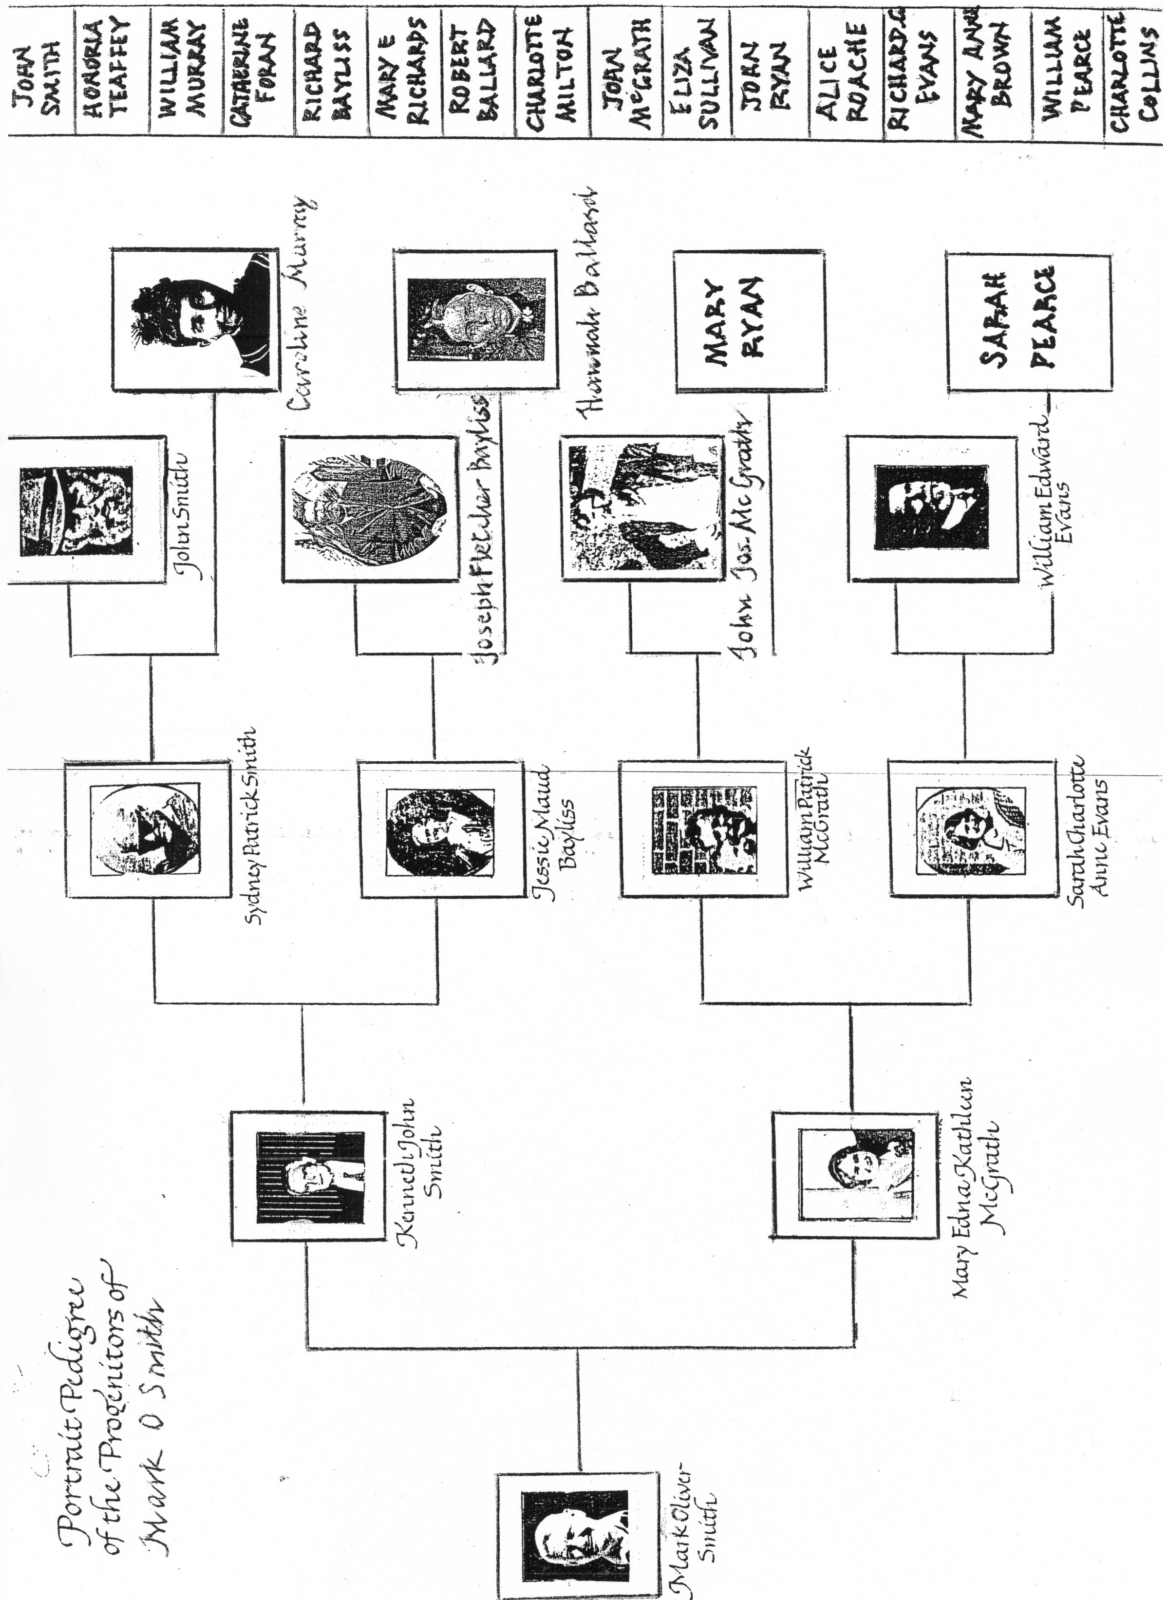 Portrait Pedigree
of the Progenitors of
Mark O Smith
Mark Oliver
Smith
Kenneth John
Smith
Mary Edna Kathleen
McGrath
Sydney Patrick Smith
Jessie Maud
Bayliss
William Patrick
McGrath
Sarah Charlotte
Anne Evans
John Smith
Caroline Murray
Joseph Fletcher Bayliss
Hannah Ballard
John Jos. McGrath
MARY
RYAN
William Edward
Evans
SARAH
PEARCE
JOHN
SMITH
HONORIA
TEAFFEY
WILLIAM
MURRAY
CATHERINE
FORAN
RICHARD
BAYLISS
MARY E
RICHARDS
ROBERT
BALLARD
CHARLOTTE
MILTON
JOHN
McGRATH
ELIZA
SULLIVAN
JOHN
RYAN
ALICE
ROACHE
RICHARD.G
EVANS
MARY ANNE
BROWN
WILLIAM
PEARCE
CHARLOTTE
COLLINS